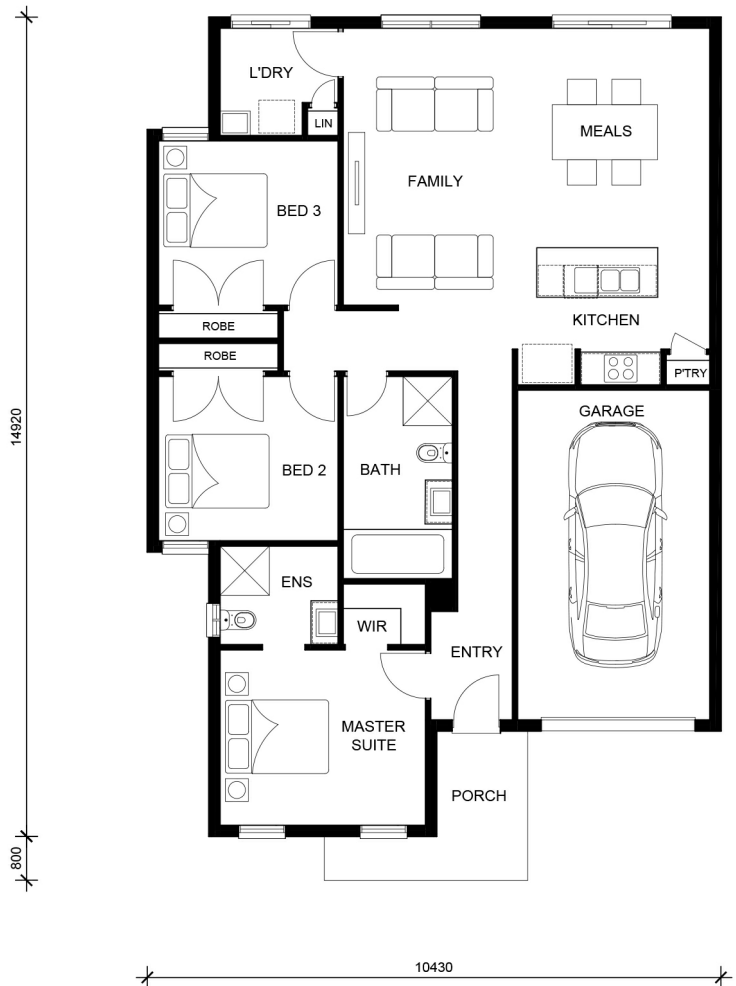 L'DRY
LIN
MEALS
FAMILY
BED 3
ROBE
ROBE
KITCHEN
P'TRY
GARAGE
14920
BED 2
BATH
ENS
WIR
ENTRY
MASTER
SUITE
PORCH
800
10430